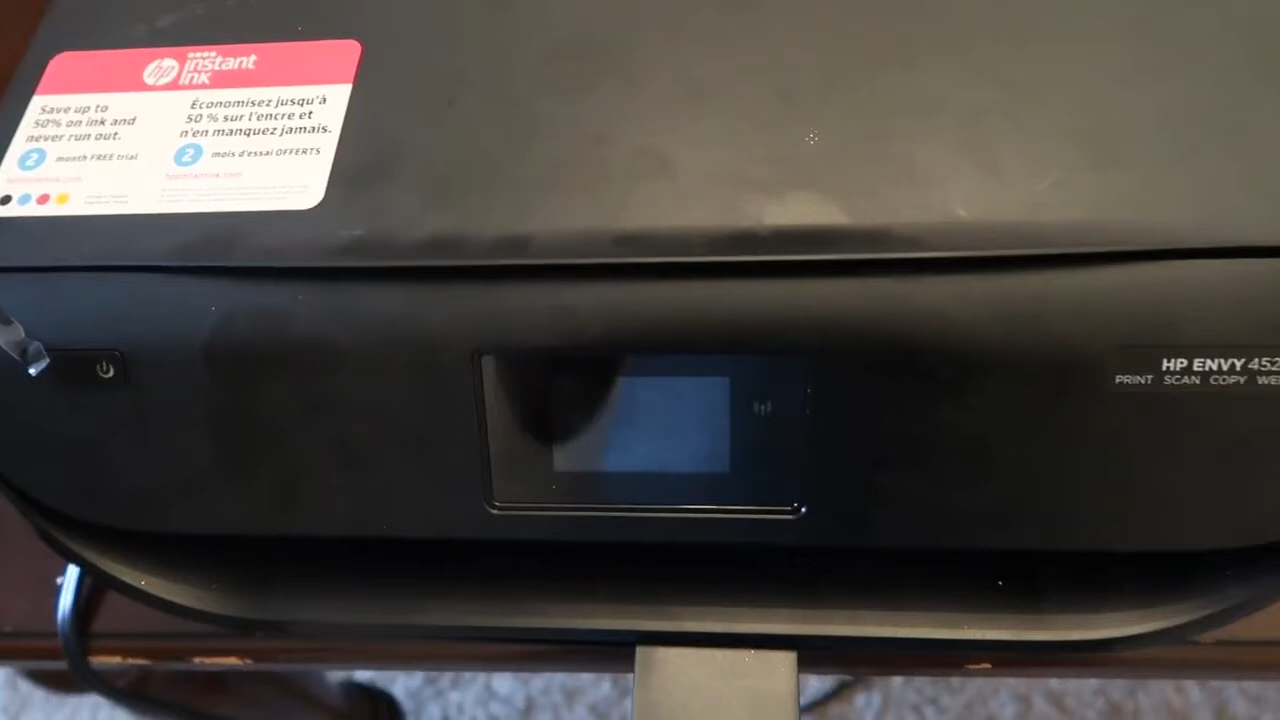 hp instant ink
Save up to
50% on ink and
never run out.
2 month FREE trial
Économisez jusqu'à
50 % sur l'encre et
n'en manquez jamais.
2 mois d'essai OFFERTS
HP ENVY 452
PRINT SCAN COPY WE